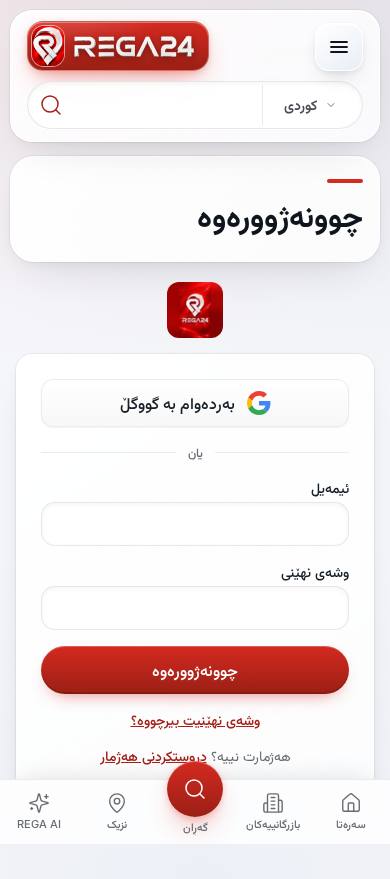 REGA24
کوردی
چوونەژوورەوە
REGA24
بەردەوام بە گووگڵ
یان
ئیمەیل
وشەی نهێنی
چوونەژوورەوە
وشەی نهێنیت بیرچووە؟
هەژمارت نییە؟ دروستکردنی هەژمار
سەرەتا
بازرگانییەکان
گەڕان
نزیک
REGA AI